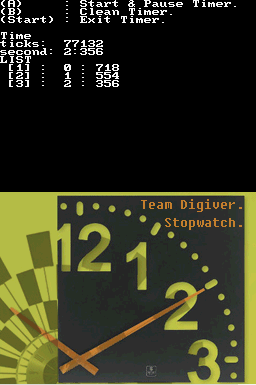 (A) : Start & Pause Timer.
(B) : Clean Timer.
(Start) : Exit Timer.
Time
ticks: 77132
second: 2:356
LIST
[1] : 0 : 718
[2] : 1 : 554
[3] : 2 : 356
Team Digiver.
Stopwatch.
12
1
2
3